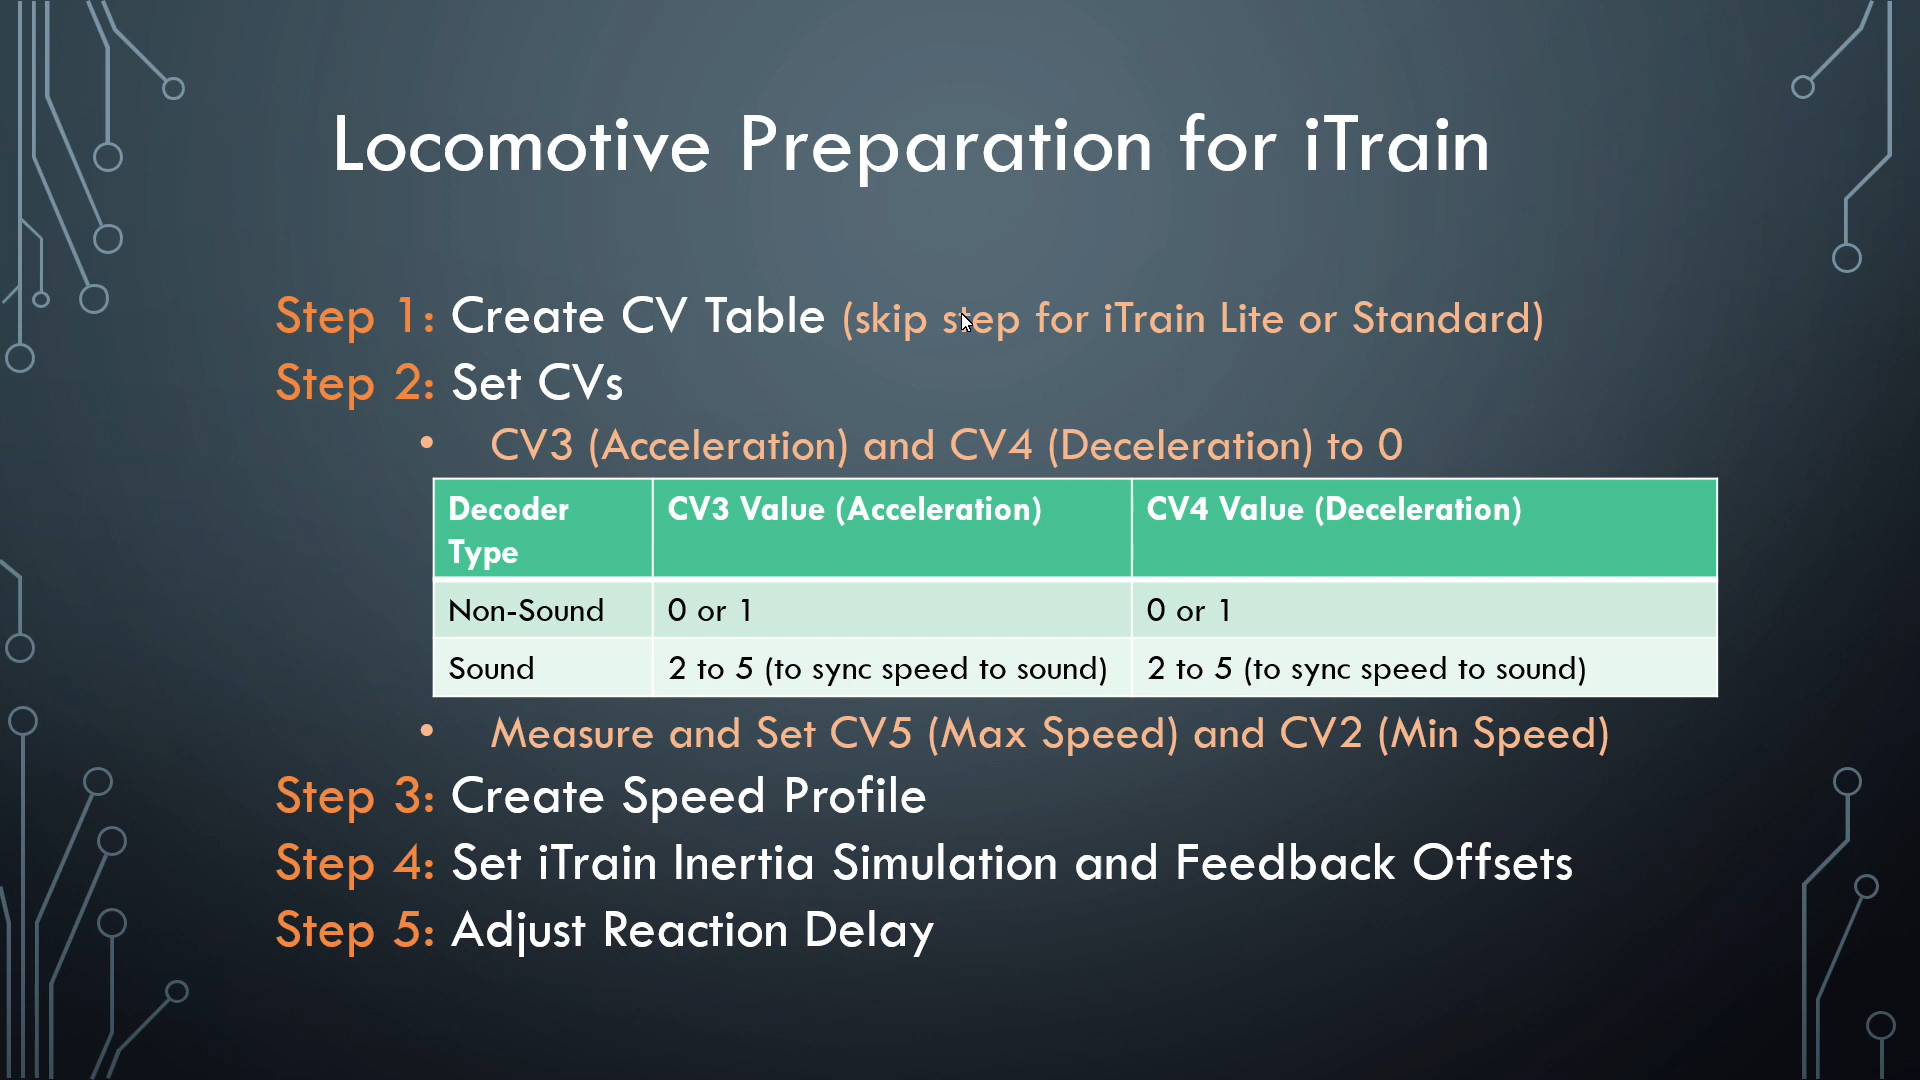 Locomotive Preparation for iTrain
Step 1: Create CV Table (skip step for iTrain Lite or Standard)
Step 2: Set CVs
• CV3 (Acceleration) and CV4 (Deceleration) to 0
Decoder Type CV3 Value (Acceleration) CV4 Value (Deceleration)
Non-Sound 0 or 1 0 or 1
Sound 2 to 5 (to sync speed to sound) 2 to 5 (to sync speed to sound)
• Measure and Set CV5 (Max Speed) and CV2 (Min Speed)
Step 3: Create Speed Profile
Step 4: Set iTrain Inertia Simulation and Feedback Offsets
Step 5: Adjust Reaction Delay